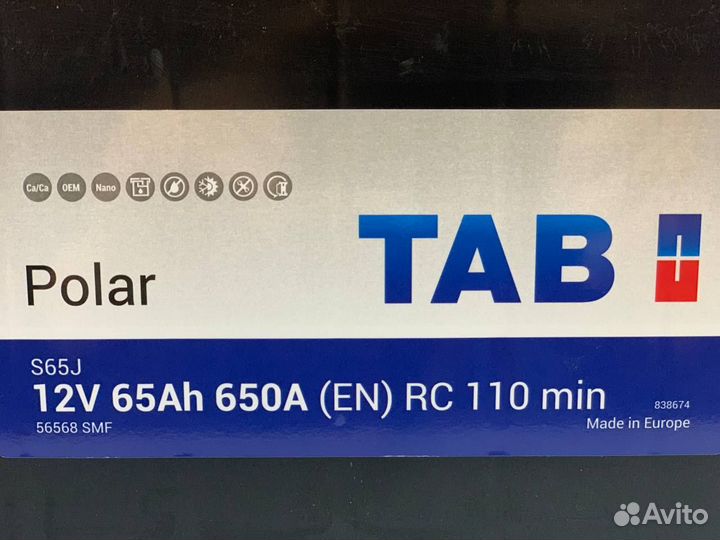 Ca/Ca OEM Nano
TAB
Polar
S65J
12V 65Ah 650A (EN) RC 110 min
838674
56568 SMF
Made in Europe
Avito